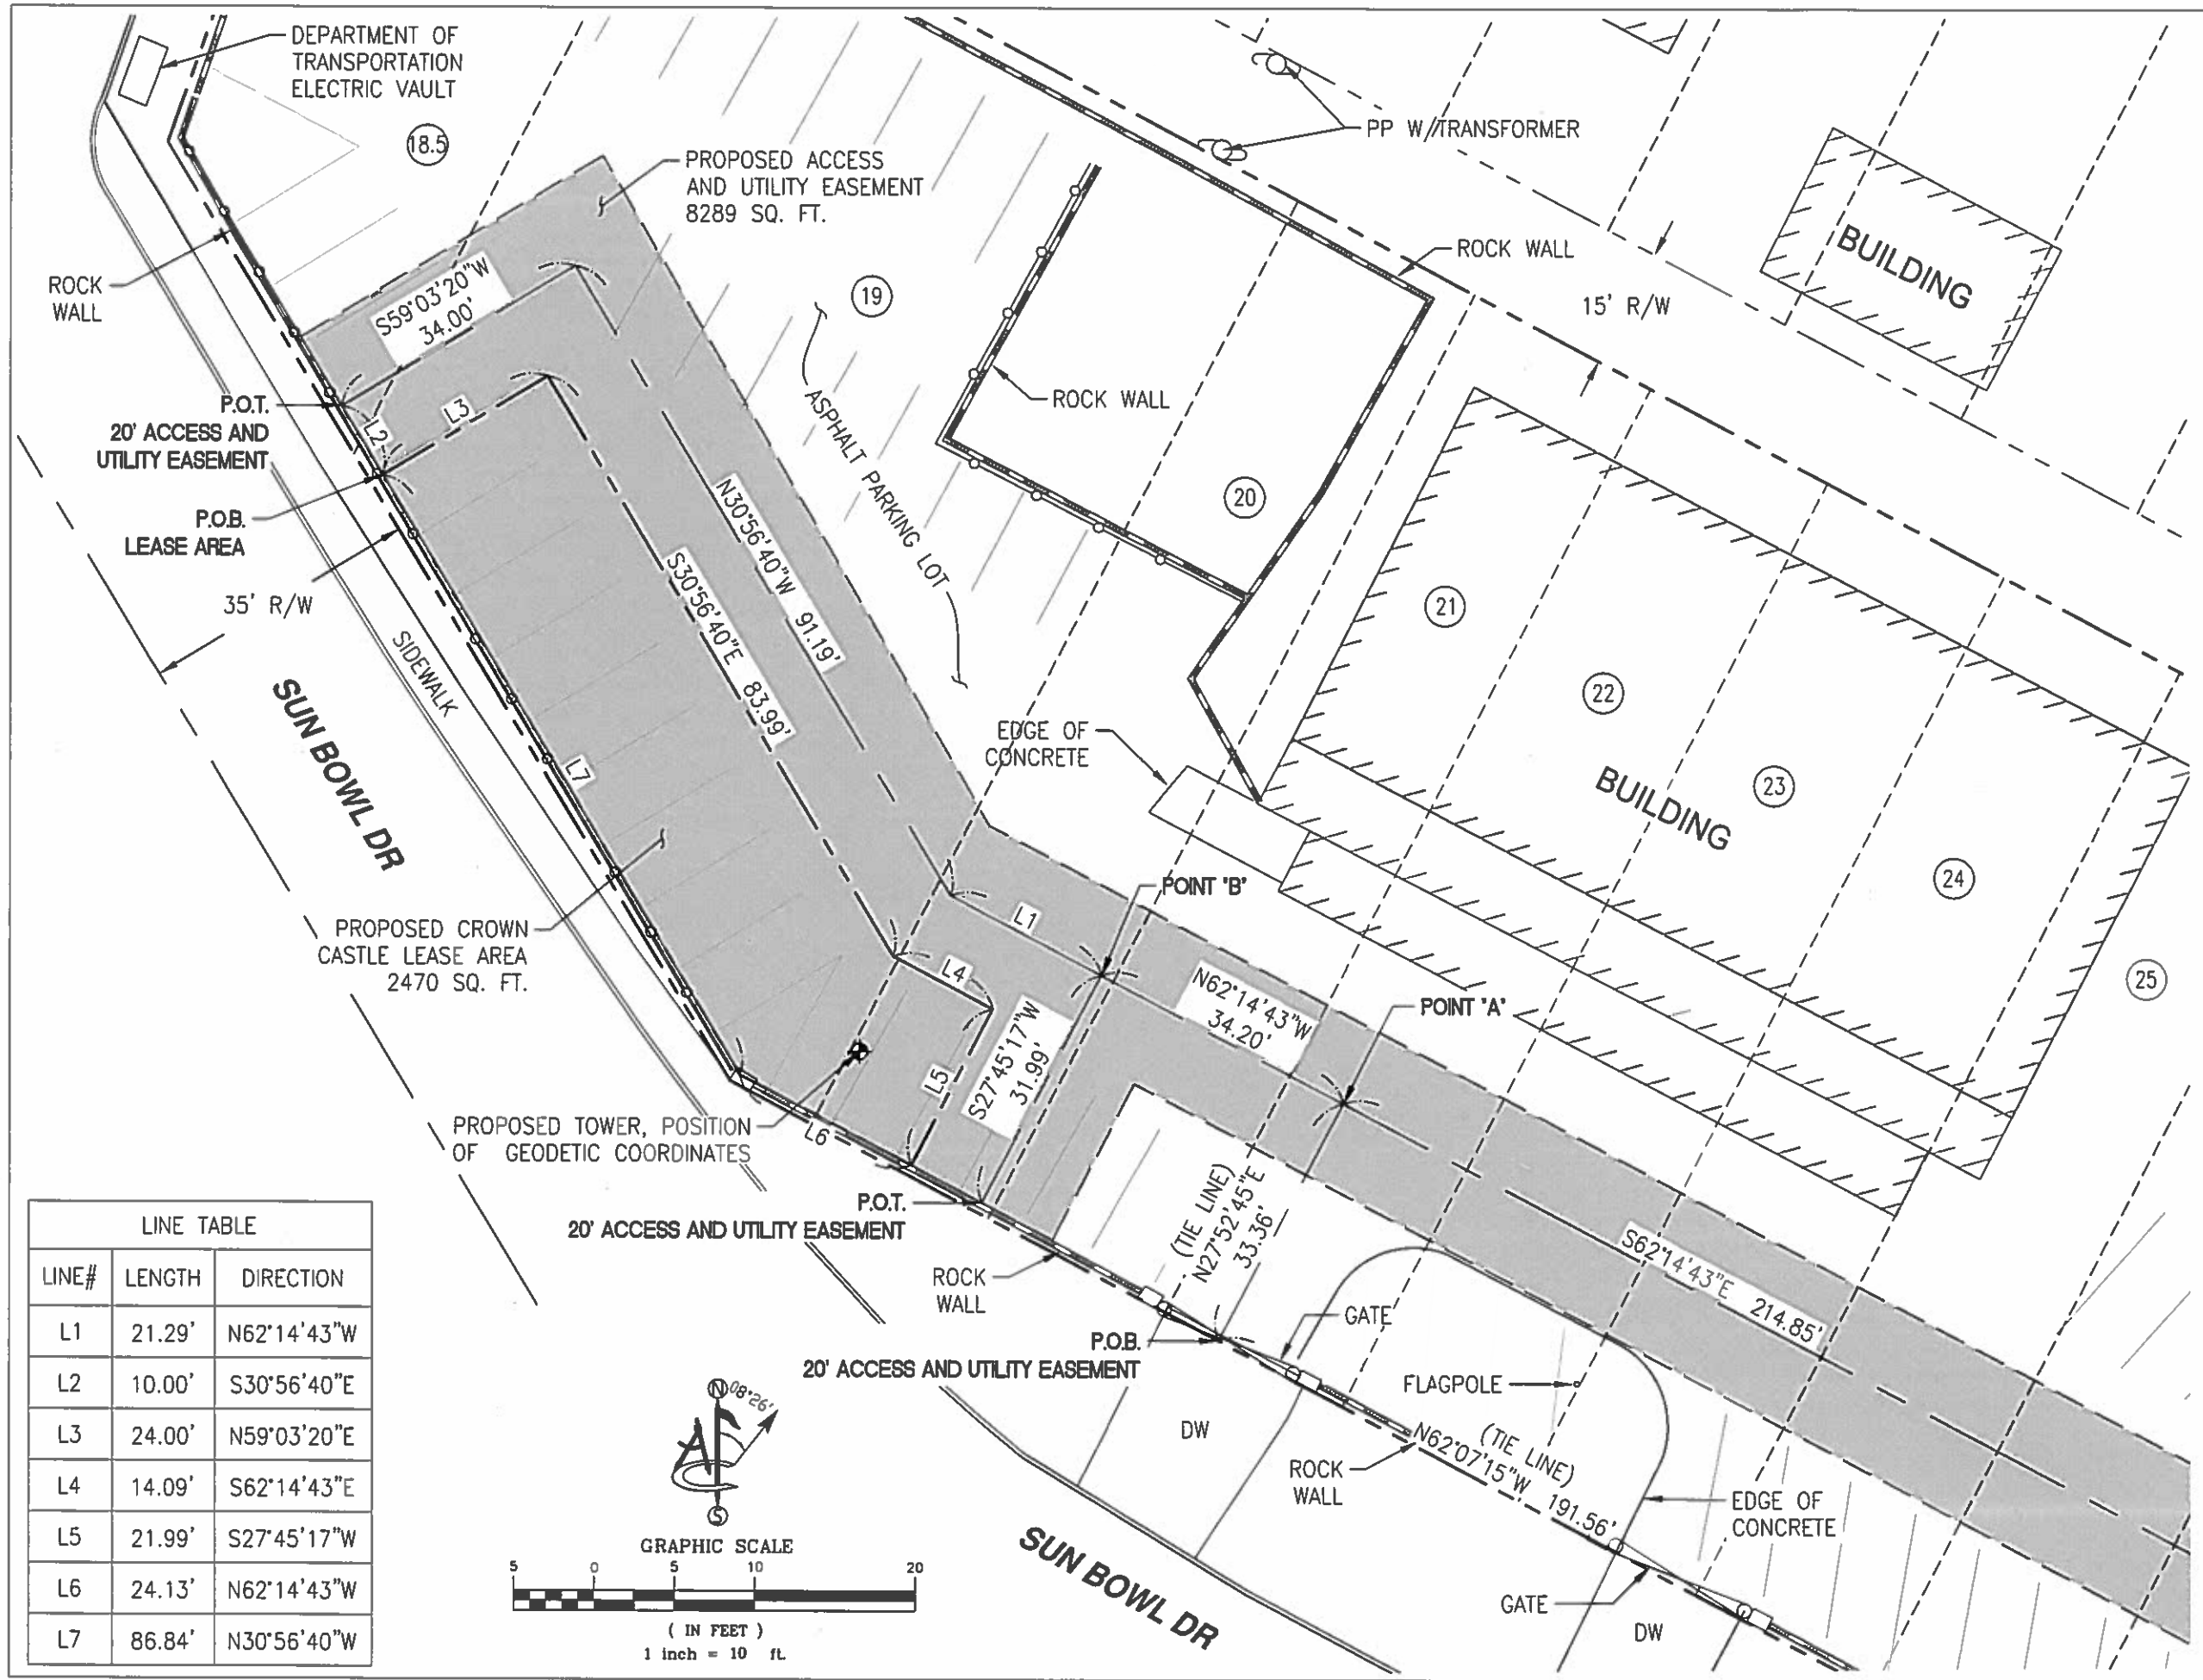 DEPARTMENT OF
TRANSPORTATION
ELECTRIC VAULT
18.5
PROPOSED ACCESS
AND UTILITY EASEMENT
8289 SQ. FT.
PP W/TRANSFORMER
BUILDING
ROCK WALL
15' R/W
19
ROCK
WALL
S59°03'20"W
34.00'
ROCK WALL
ASPHALT PARKING LOT
20
P.O.T.
20' ACCESS AND
UTILITY EASEMENT
L2
L3
P.O.B.
LEASE AREA
35' R/W
N30°56'40"W 91.19'
S30°56'40"E 83.99'
21
22
23
24
25
BUILDING
SIDEWALK
SUN BOWL DR
L7
EDGE OF
CONCRETE
POINT "B"
L1
PROPOSED CROWN
CASTLE LEASE AREA
2470 SQ. FT.
L4
N62°14'43"W
34.20'
POINT "A"
S27°45'17"W
31.99'
L5
PROPOSED TOWER, POSITION
OF GEODETIC COORDINATES
L6
P.O.T.
20' ACCESS AND UTILITY EASEMENT
(TIE LINE)
N27°52'45"E
33.36'
S62°14'43"E 214.85'
ROCK
WALL
GATE
P.O.B.
20' ACCESS AND UTILITY EASEMENT
FLAGPOLE
DW
(TIE LINE)
N62°07'15"W 191.56'
ROCK
WALL
EDGE OF
CONCRETE
GATE
DW
SUN BOWL DR
LINE TABLE
LINE# LENGTH DIRECTION
L1 21.29' N62°14'43"W
L2 10.00' S30°56'40"E
L3 24.00' N59°03'20"E
L4 14.09' S62°14'43"E
L5 21.99' S27°45'17"W
L6 24.13' N62°14'43"W
L7 86.84' N30°56'40"W
N
08°26'
S
GRAPHIC SCALE
5 0 5 10 20
( IN FEET )
1 inch = 10 ft.